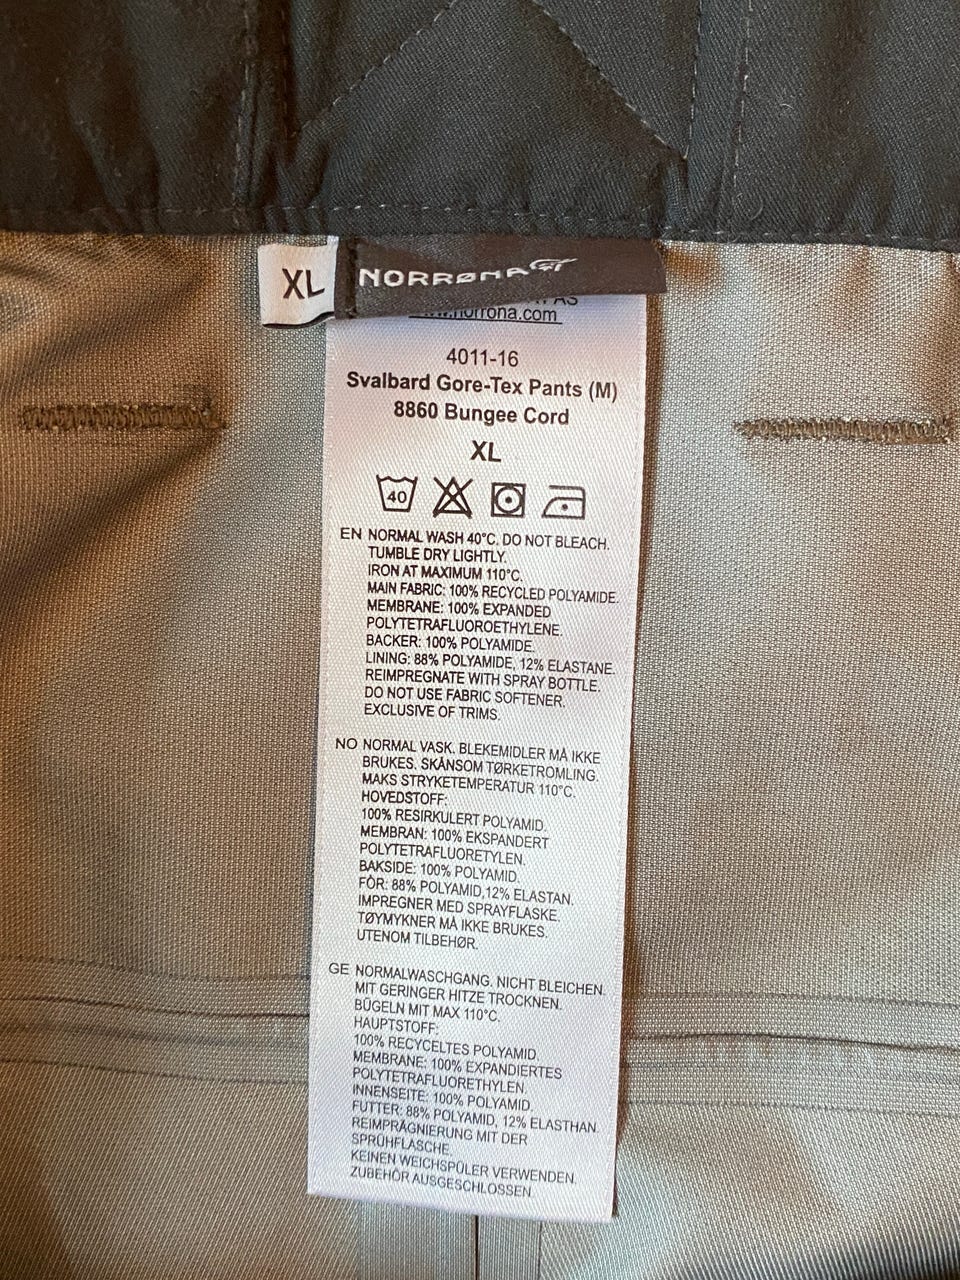 XL
NORRØNA
AS
norrona.com
4011-16
Svalbard Gore-Tex Pants (M)
8860 Bungee Cord
XL
40
EN NORMAL WASH 40°C. DO NOT BLEACH.
TUMBLE DRY LIGHTLY.
IRON AT MAXIMUM 110°C.
MAIN FABRIC: 100% RECYCLED POLYAMIDE.
MEMBRANE: 100% EXPANDED
POLYTETRAFLUOROETHYLENE.
BACKER: 100% POLYAMIDE.
LINING: 88% POLYAMIDE, 12% ELASTANE.
REIMPREGNATE WITH SPRAY BOTTLE.
DO NOT USE FABRIC SOFTENER.
EXCLUSIVE OF TRIMS.
NO NORMAL VASK. BLEKEMIDLER MÅ IKKE
BRUKES. SKÅNSOM TØRKETROMLING.
MAKS STRYKETEMPERATUR 110°C.
HOVEDSTOFF:
100% RESIRKULERT POLYAMID.
MEMBRAN: 100% EKSPANDERT
POLYTETRAFLUORETYLEN.
BAKSIDE: 100% POLYAMID.
FÔR: 88% POLYAMID,12% ELASTAN.
IMPREGNER MED SPRAYFLASKE.
TØYMYKNER MÅ IKKE BRUKES.
UTENOM TILBEHØR.
GE NORMALWASCHGANG. NICHT BLEICHEN.
MIT GERINGER HITZE TROCKNEN.
BÜGELN MIT MAX 110°C.
HAUPTSTOFF:
100% RECYCELTES POLYAMID.
MEMBRANE: 100% EXPANDIERTES
POLYTETRAFLUORETHYLEN.
INNENSEITE: 100% POLYAMID.
FUTTER: 88% POLYAMID, 12% ELASTHAN.
REIMPRÄGNIERUNG MIT DER
SPRÜHFLASCHE.
KEINEN WEICHSPÜLER VERWENDEN.
ZUBEHÖR AUSGESCHLOSSEN.